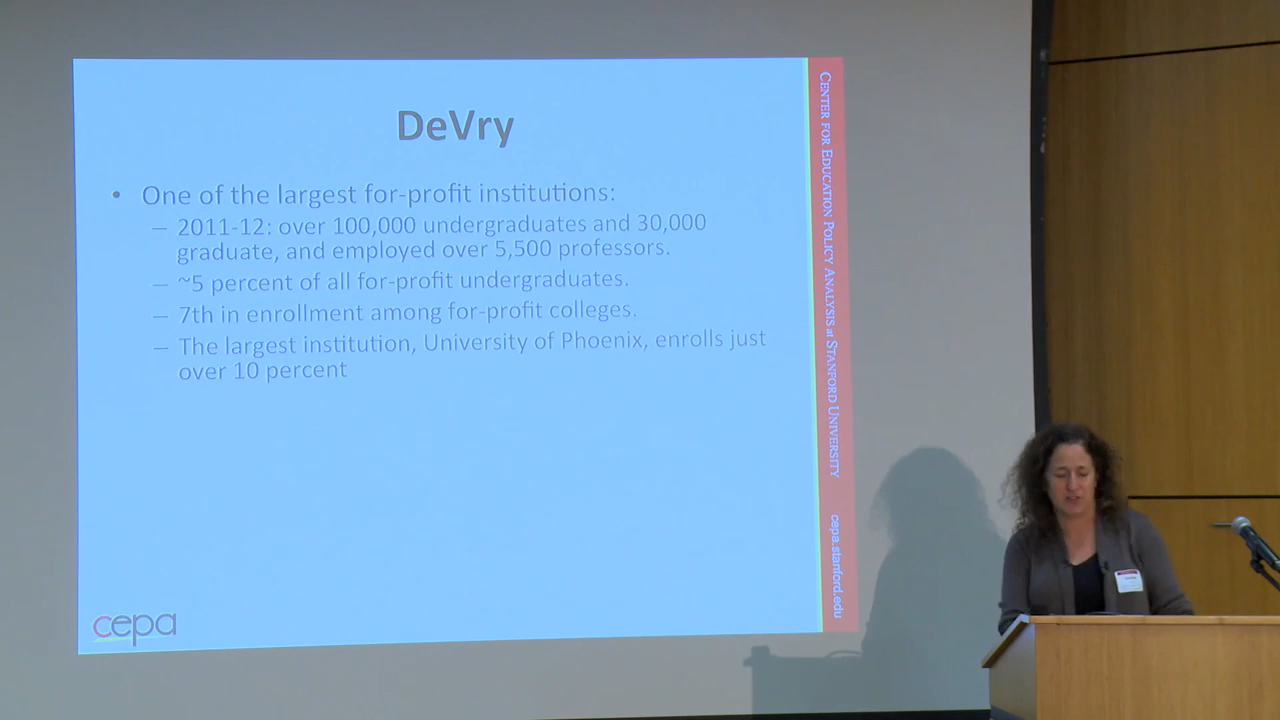 DeVry
• One of the largest for-profit institutions:
– 2011-12: over 100,000 undergraduates and 30,000
graduate, and employed over 5,500 professors.
– ~5 percent of all for-profit undergraduates.
– 7th in enrollment among for-profit colleges.
– The largest institution, University of Phoenix, enrolls just
over 10 percent
cepa
CENTER FOR EDUCATION POLICY ANALYSIS at STANFORD UNIVERSITY
cepa.stanford.edu